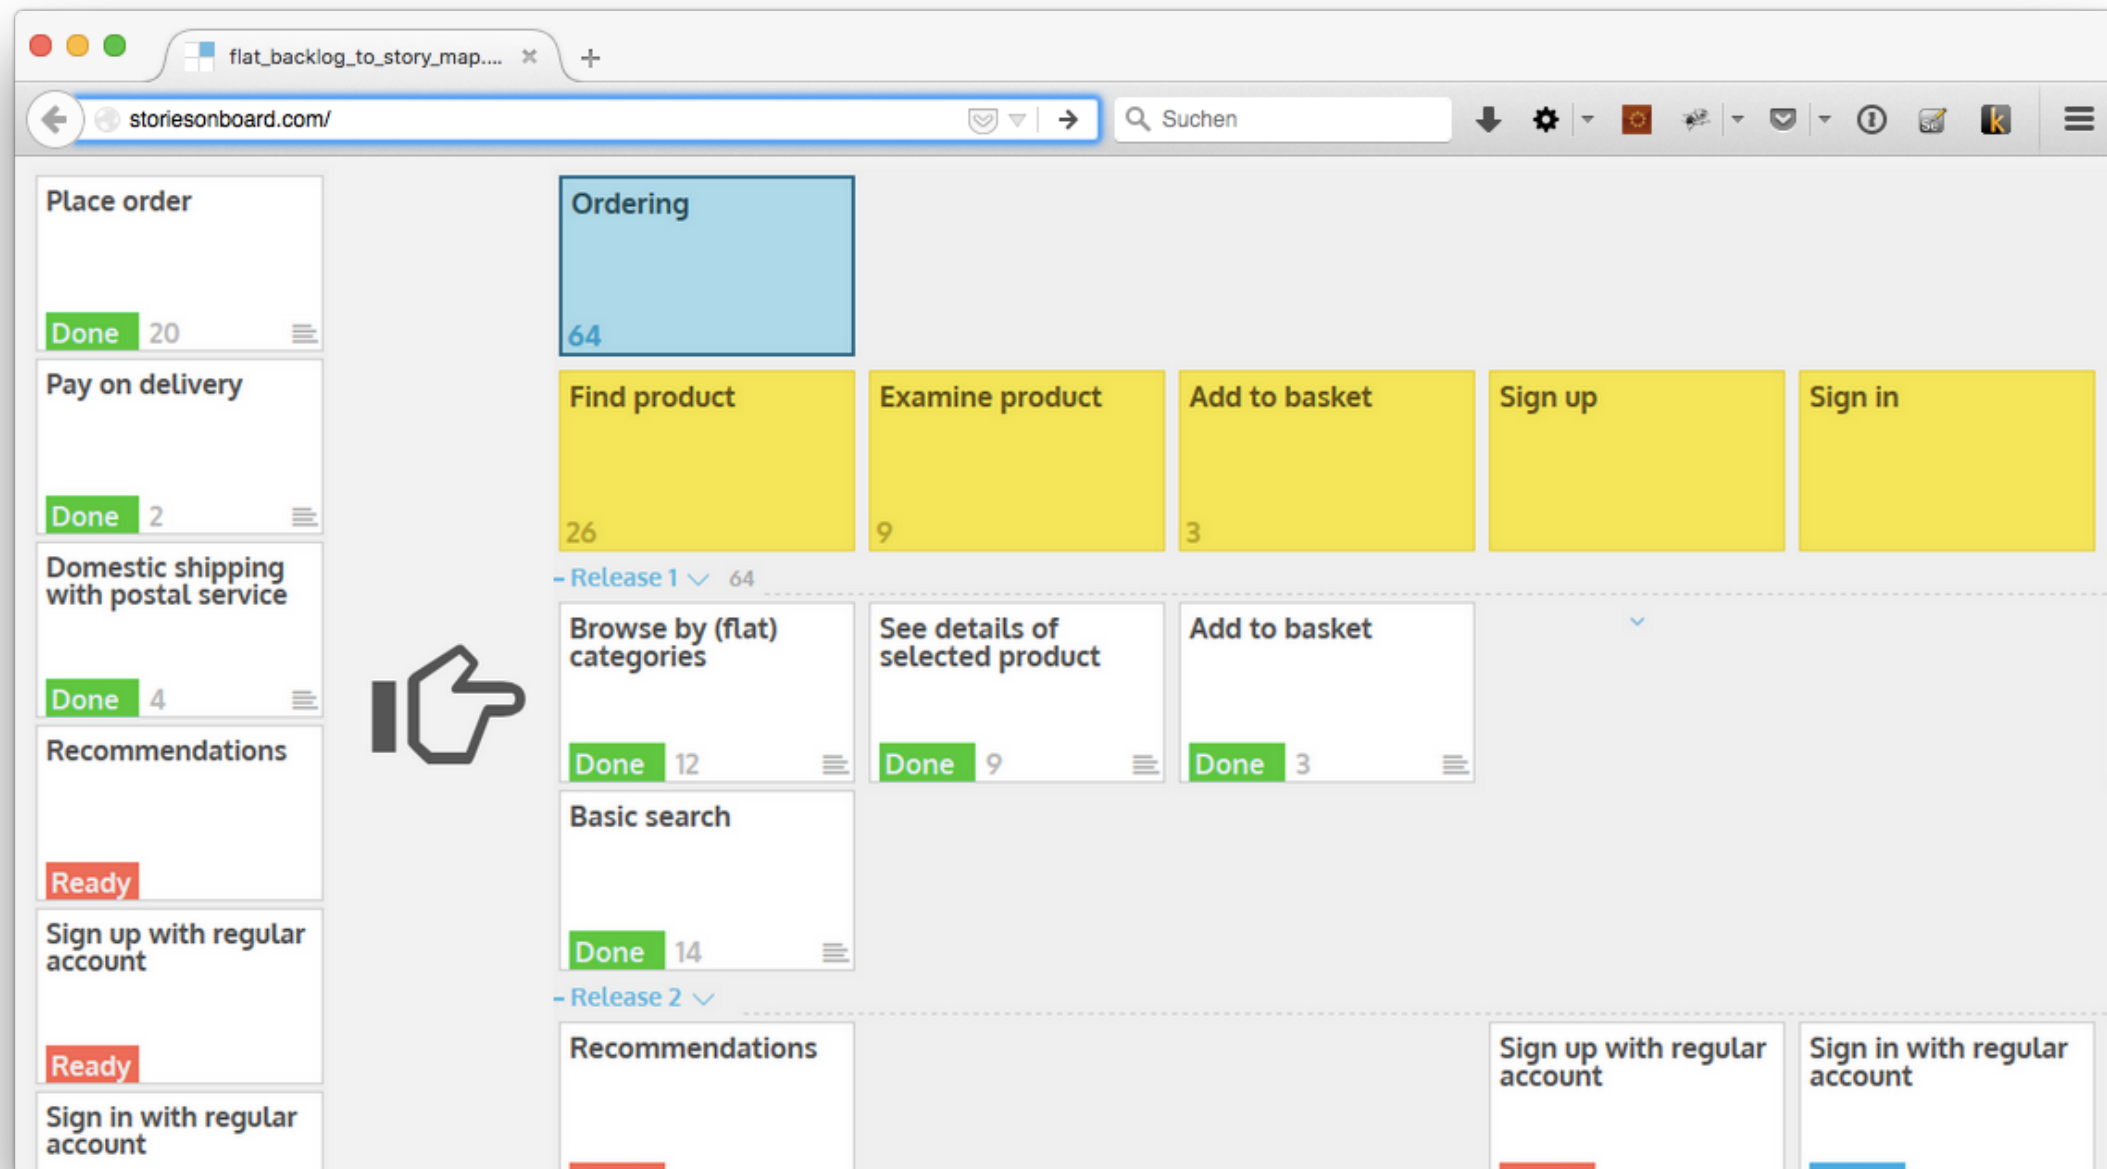 flat_backlog_to_story_map....
storiesonboard.com/
Suchen
Place order
Done 20
Pay on delivery
Done 2
Domestic shipping
with postal service
Done 4
Recommendations
Ready
Sign up with regular
account
Ready
Sign in with regular
account
Ordering
64
Find product
26
Examine product
9
Add to basket
3
Sign up
Sign in
Release 1 64
Browse by (flat)
categories
Done 12
See details of
selected product
Done 9
Add to basket
Done 3
Basic search
Done 14
Release 2
Recommendations
Sign up with regular
account
Sign in with regular
account